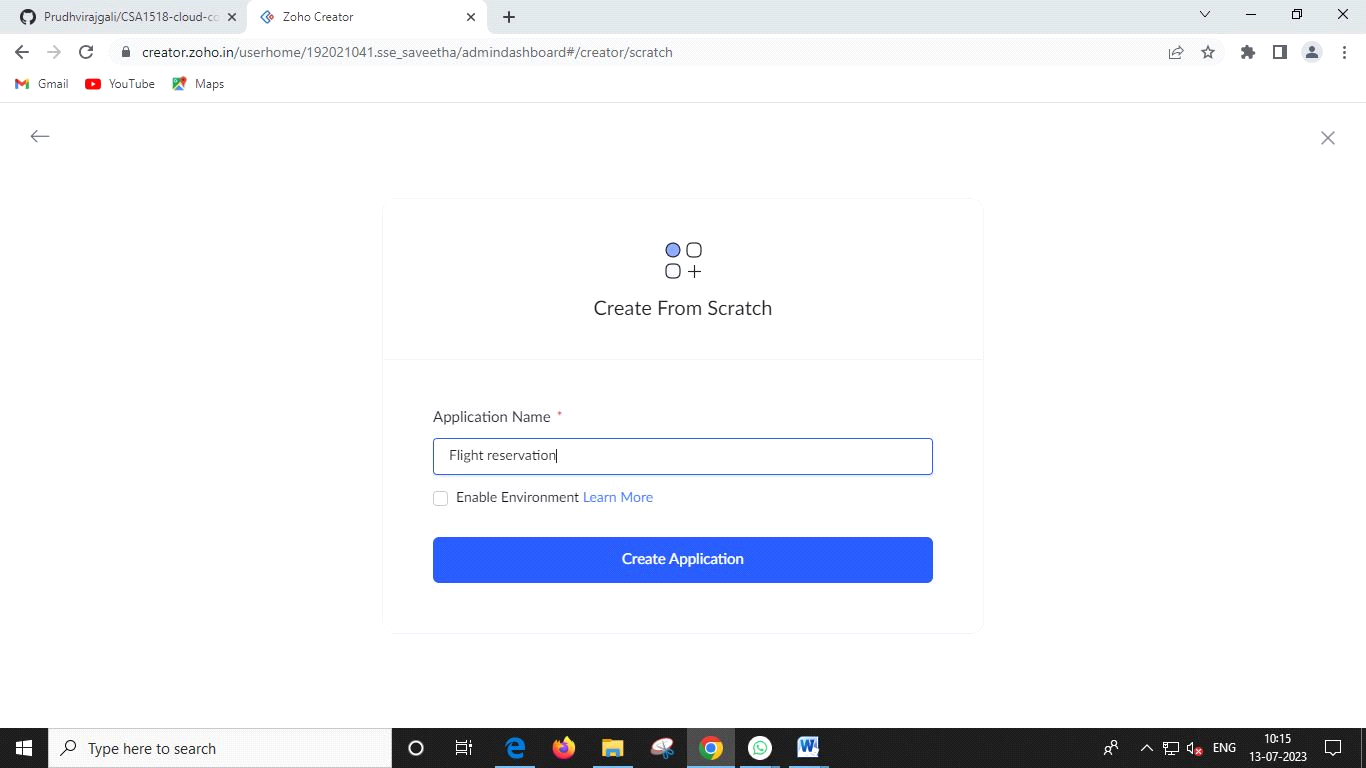 Prudhvirajgali/CSA1518-cloud-co
Zoho Creator
creator.zoho.in/userhome/192021041.sse_saveetha/admindashboard#/creator/scratch
Gmail YouTube Maps
Create From Scratch
Application Name *
Flight reservation
Enable Environment Learn More
Create Application
Type here to search
ENG
10:15
13-07-2023